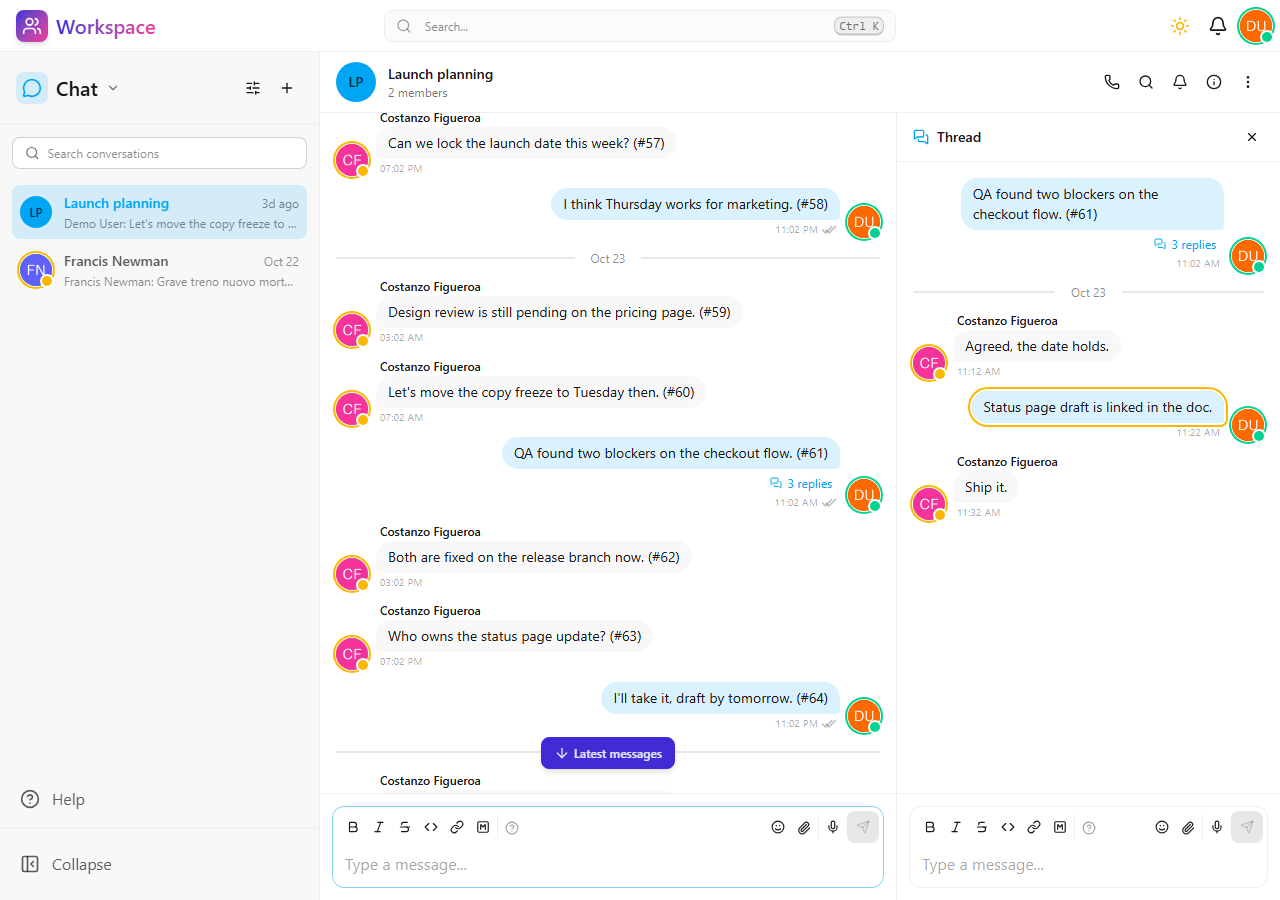 Workspace
Search...
Ctrl K
DU
Chat
Search conversations
LP
Launch planning
3d ago
Demo User: Let's move the copy freeze to ...
FN
Francis Newman
Oct 22
Francis Newman: Grave treno nuovo mort...
Help
Collapse
LP
Launch planning
2 members
Costanzo Figueroa
CF
Can we lock the launch date this week? (#57)
07:02 PM
I think Thursday works for marketing. (#58)
11:02 PM
DU
Oct 23
Costanzo Figueroa
CF
Design review is still pending on the pricing page. (#59)
03:02 AM
Costanzo Figueroa
CF
Let's move the copy freeze to Tuesday then. (#60)
07:02 AM
QA found two blockers on the checkout flow. (#61)
3 replies
11:02 AM
DU
Costanzo Figueroa
CF
Both are fixed on the release branch now. (#62)
03:02 PM
Costanzo Figueroa
CF
Who owns the status page update? (#63)
07:02 PM
I'll take it, draft by tomorrow. (#64)
11:02 PM
DU
Latest messages
Costanzo Figueroa
B I S M
Type a message...
Thread
QA found two blockers on the
checkout flow. (#61)
3 replies
11:02 AM
DU
Oct 23
Costanzo Figueroa
CF
Agreed, the date holds.
11:12 AM
Status page draft is linked in the doc.
11:22 AM
DU
Costanzo Figueroa
CF
Ship it.
11:32 AM
B I S M
Type a message...